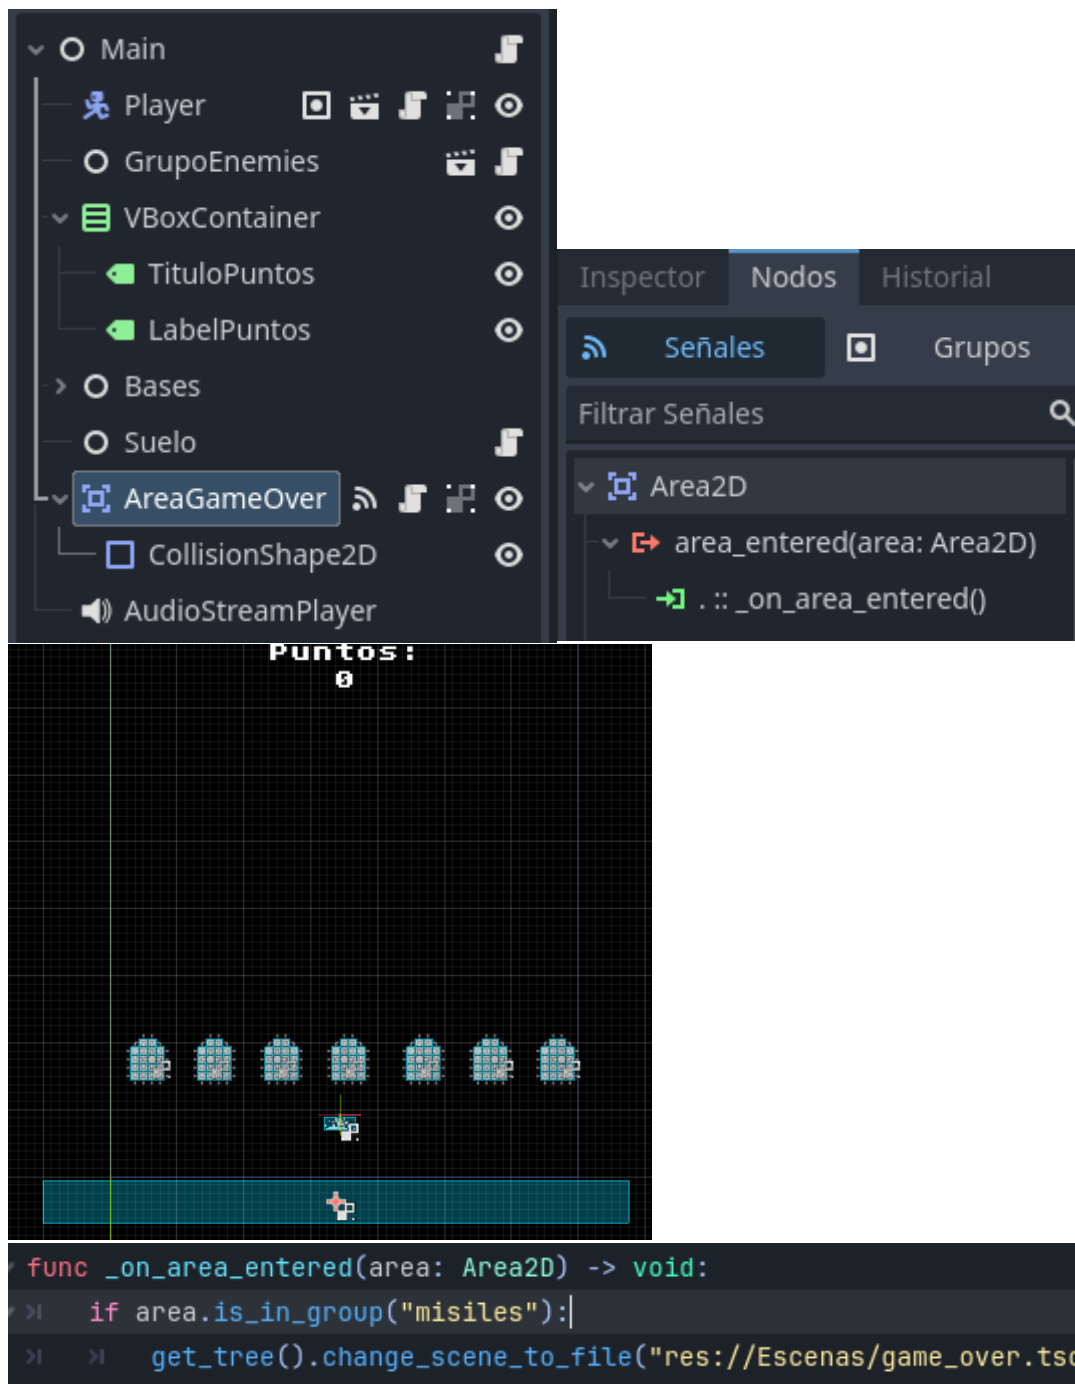 Main
Player
GrupoEnemies
VBoxContainer
TituloPuntos
LabelPuntos
Bases
Suelo
AreaGameOver
CollisionShape2D
AudioStreamPlayer
Inspector Nodos Historial
Señales Grupos
Filtrar Señales
Area2D
area_entered(area: Area2D)
. :: _on_area_entered()
Puntos:
0
func _on_area_entered(area: Area2D) -> void:
if area.is_in_group("misiles"):
get_tree().change_scene_to_file("res://Escenas/game_over.tsc